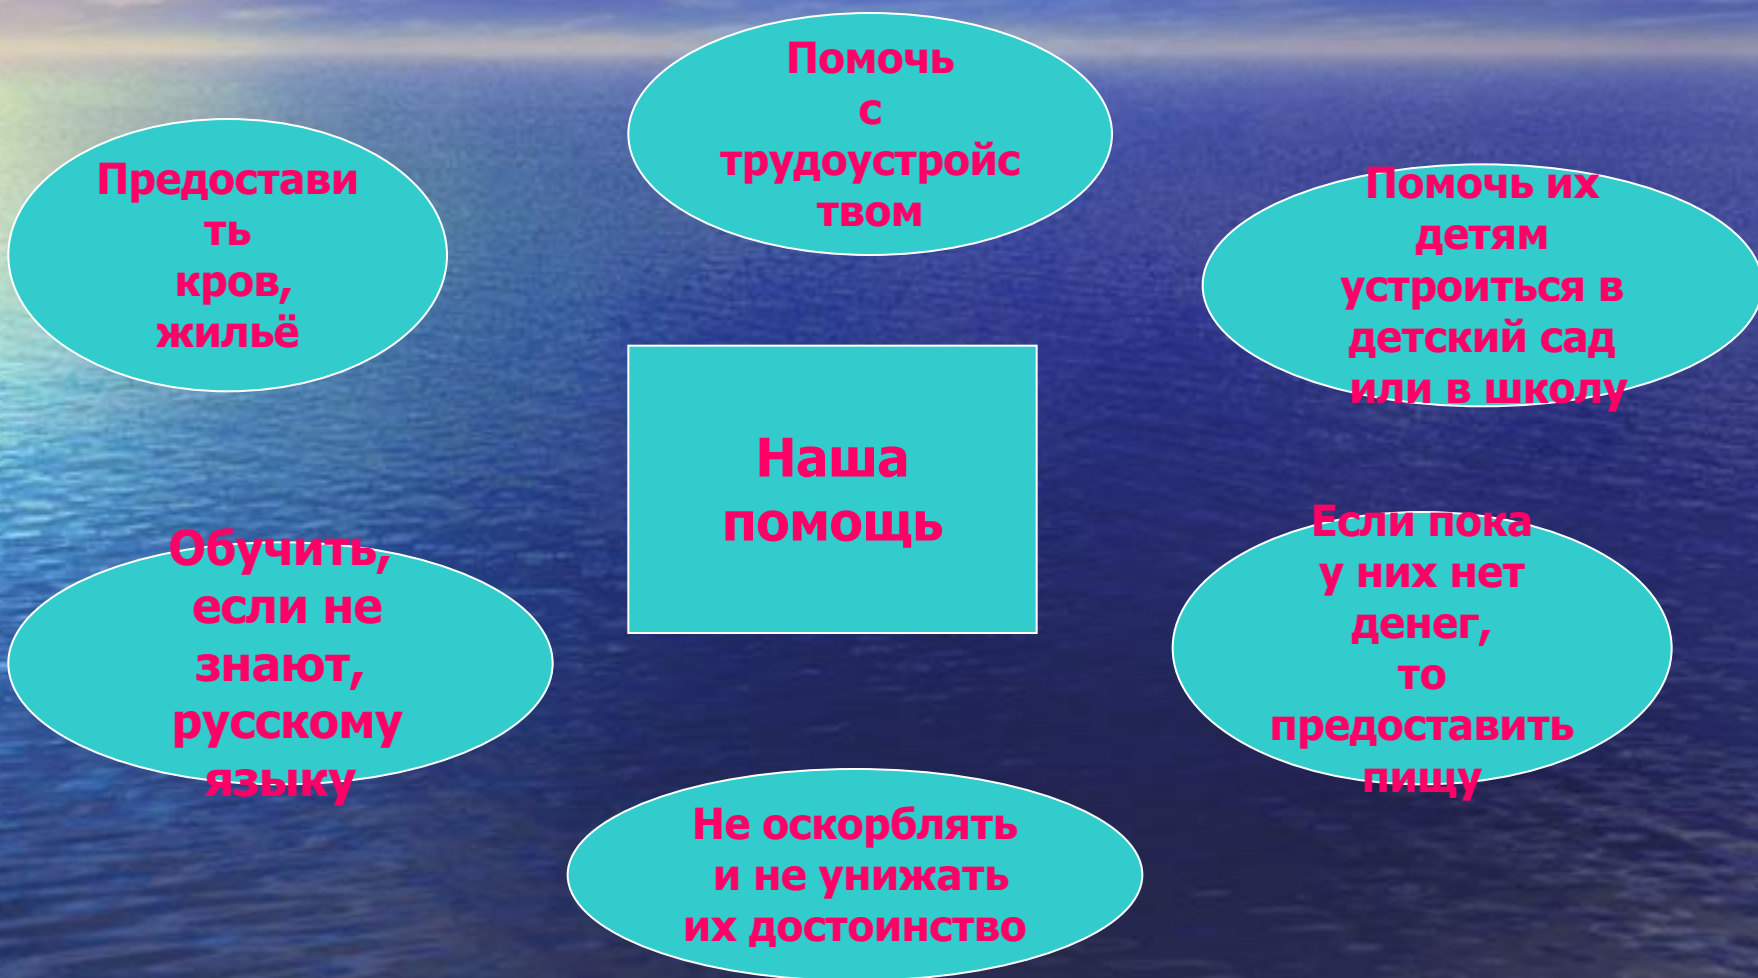 Помочь
с
трудоустройс
твом
Предостави
ть
кров,
жильё
Помочь их
детям
устроиться в
детский сад
или в школу
Наша
помощь
Обучить,
если не
знают,
русскому
языку
Если пока
у них нет
денег,
то
предоставить
пищу
Не оскорблять
и не унижать
их достоинство